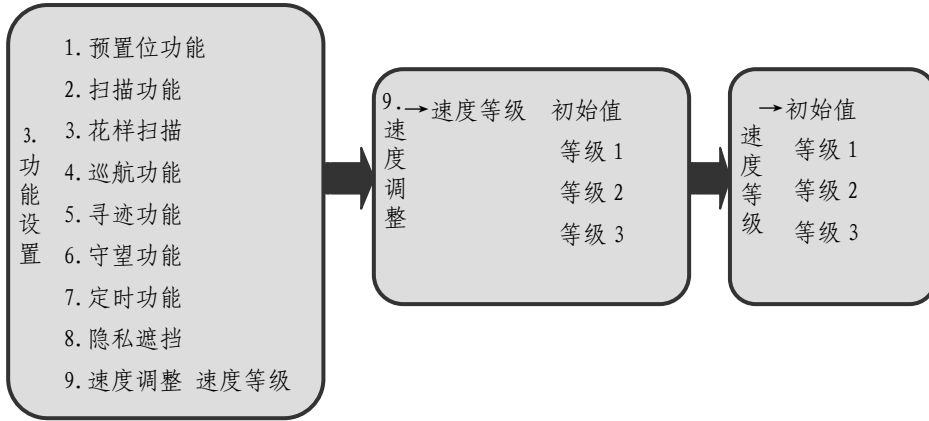 3.功能设置
1.预置位功能
2.扫描功能
3.花样扫描
4.巡航功能
5.寻迹功能
6.守望功能
7.定时功能
8.隐私遮挡
9.速度调整 速度等级
9.速度调整
→速度等级 初始值
等级 1
等级 2
等级 3
速度等级
→初始值
等级 1
等级 2
等级 3